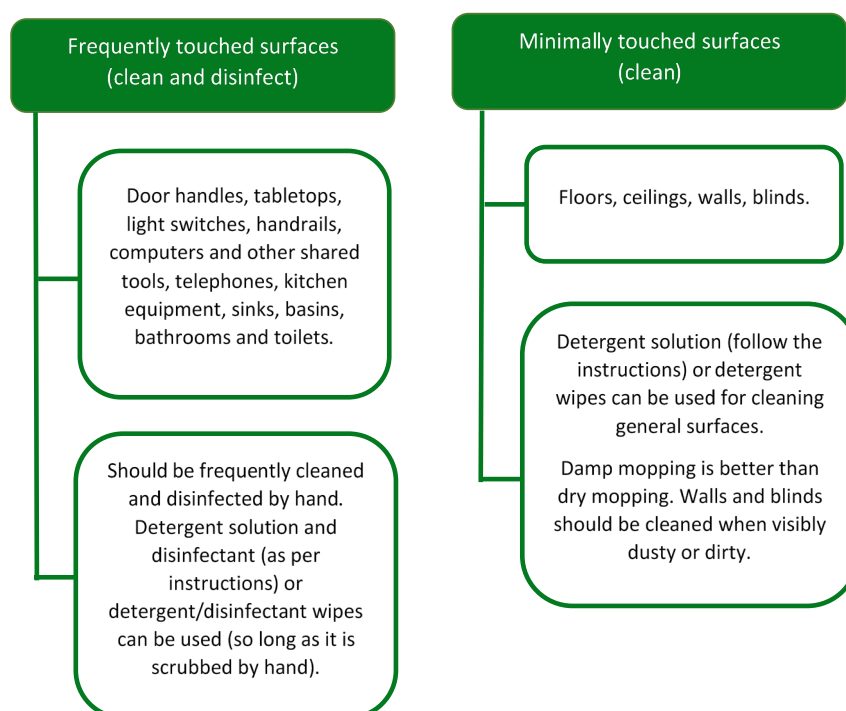 Frequently touched surfaces
(clean and disinfect)
Door handles, tabletops,
light switches, handrails,
computers and other shared
tools, telephones, kitchen
equipment, sinks, basins,
bathrooms and toilets.
Should be frequently cleaned
and disinfected by hand.
Detergent solution and
disinfectant (as per
instructions) or
detergent/disinfectant wipes
can be used (so long as it is
scrubbed by hand).
Minimally touched surfaces
(clean)
Floors, ceilings, walls, blinds.
Detergent solution (follow the
instructions) or detergent
wipes can be used for cleaning
general surfaces.
Damp mopping is better than
dry mopping. Walls and blinds
should be cleaned when visibly
dusty or dirty.